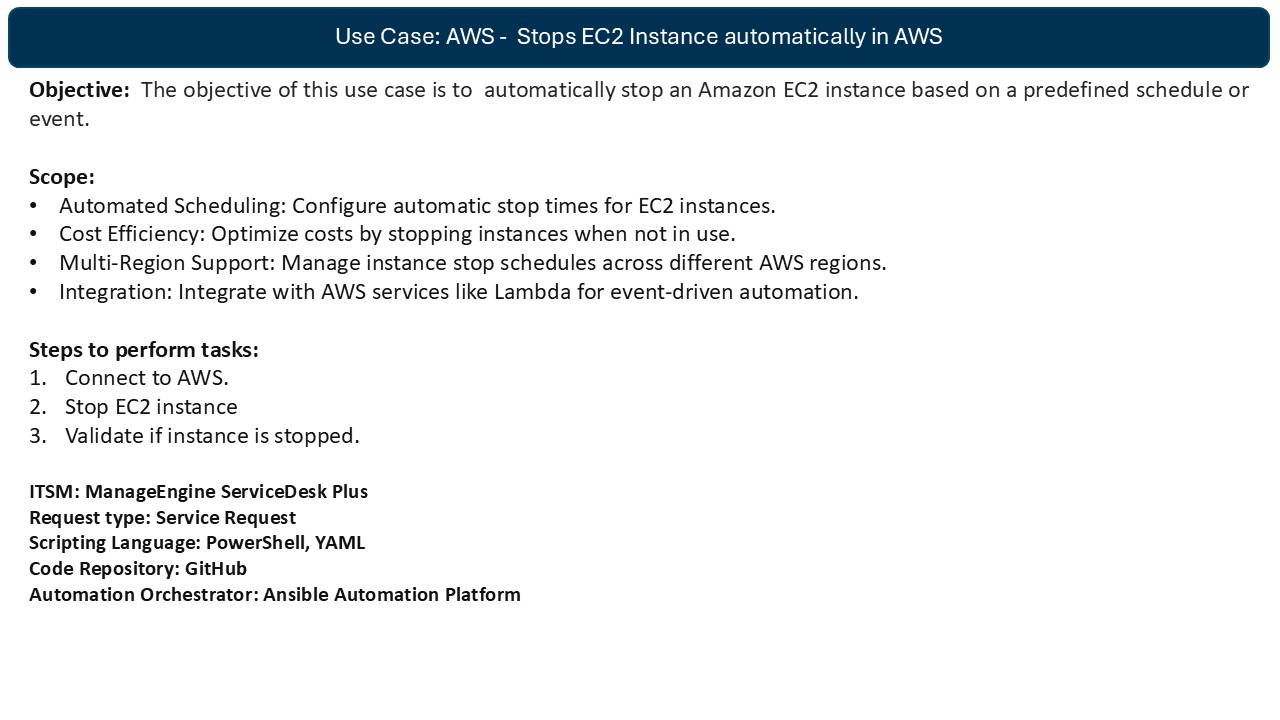 Use Case: AWS -  Stops EC2 Instance automatically in AWS
Objective:  The objective of this use case is to  automatically stop an Amazon EC2 instance based on a predefined schedule or
event.
Scope:
• Automated Scheduling: Configure automatic stop times for EC2 instances.
• Cost Efficiency: Optimize costs by stopping instances when not in use.
• Multi-Region Support: Manage instance stop schedules across different AWS regions.
• Integration: Integrate with AWS services like Lambda for event-driven automation.
Steps to perform tasks:
1. Connect to AWS.
2. Stop EC2 instance
3. Validate if instance is stopped.
ITSM: ManageEngine ServiceDesk Plus
Request type: Service Request
Scripting Language: PowerShell, YAML
Code Repository: GitHub
Automation Orchestrator: Ansible Automation Platform